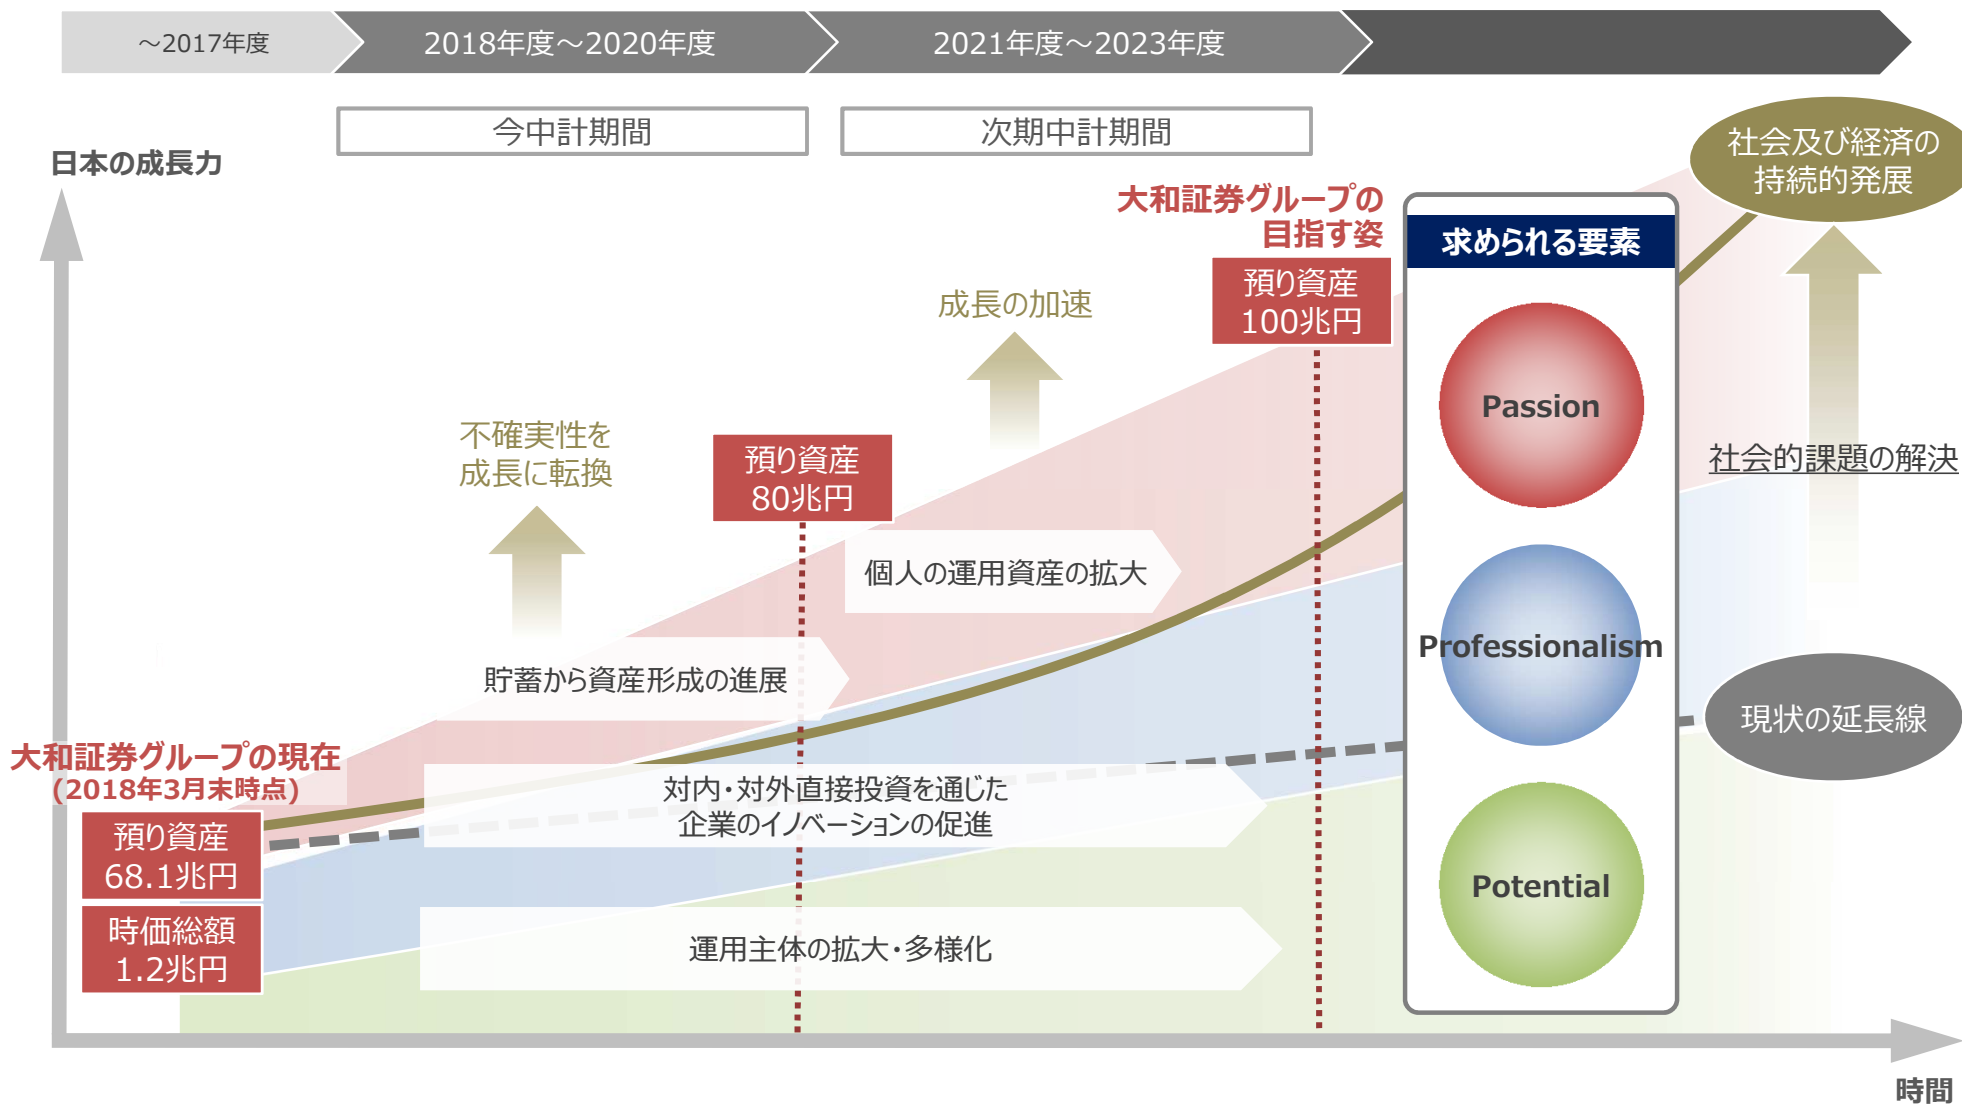 ～2017年度
2018年度～2020年度
2021年度～2023年度
今中計期間
次期中計期間
日本の成長力
社会及び経済の
持続的発展
大和証券グループの
目指す姿
求められる要素
預り資産
100兆円
成長の加速
Passion
不確実性を
成長に転換
預り資産
80兆円
社会的課題の解決
個人の運用資産の拡大
Professionalism
貯蓄から資産形成の進展
現状の延長線
大和証券グループの現在
(2018年3月末時点)
対内・対外直接投資を通じた
企業のイノベーションの促進
預り資産
68.1兆円
Potential
時価総額
1.2兆円
運用主体の拡大・多様化
時間